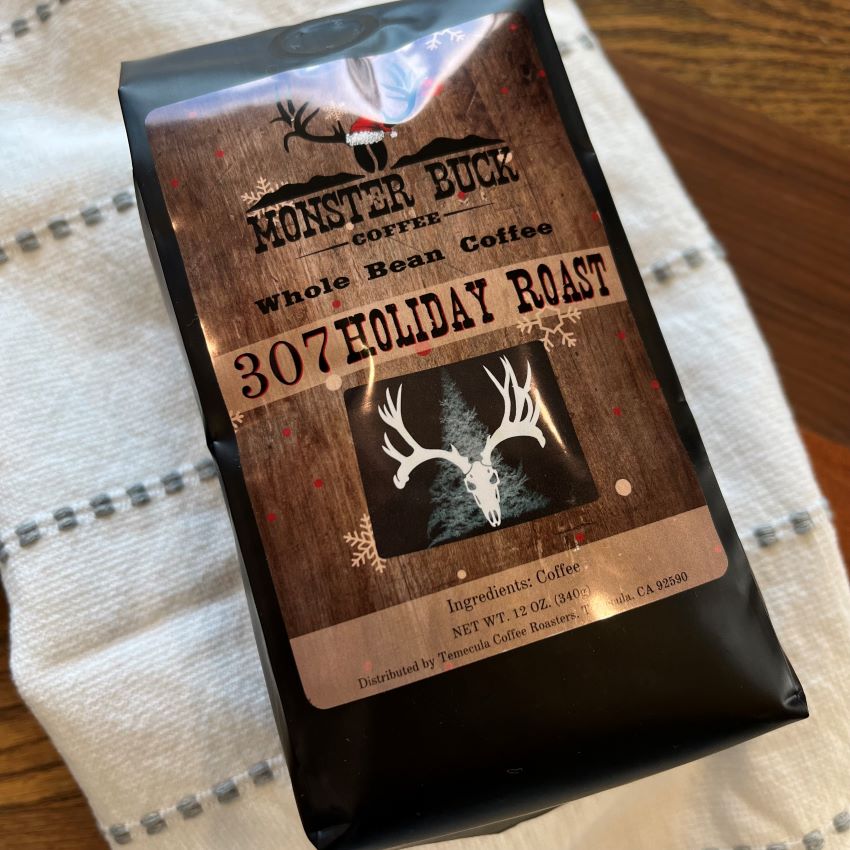 MONSTER BUCK
COFFEE
Whole Bean Coffee
307 HOLIDAY ROAST
Ingredients: Coffee
NET WT. 12 OZ. (340g)
Distributed by Temecula Coffee Roasters, Temecula, CA 92590